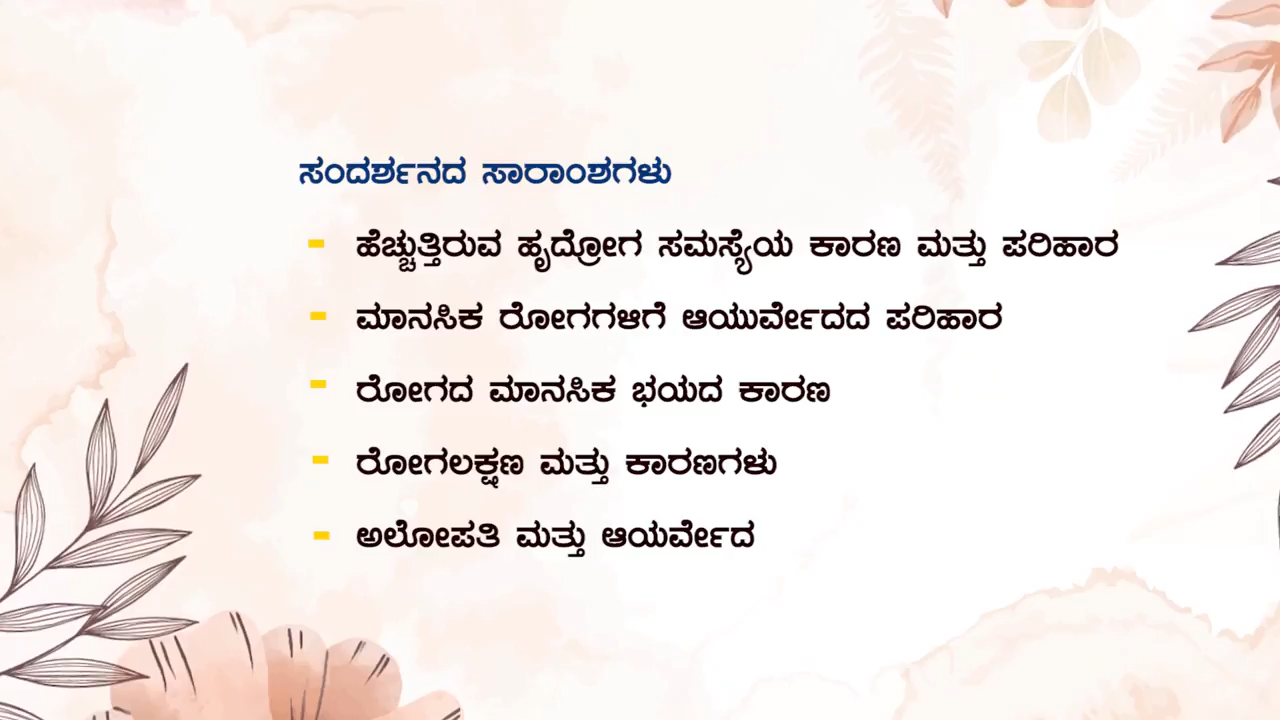 ಸಂದರ್ಶನದ ಸಾರಾಂಶಗಳು
- ಹೆಚ್ಚುತ್ತಿರುವ ಹೃದ್ರೋಗ ಸಮಸ್ಯೆಯ ಕಾರಣ ಮತ್ತು ಪರಿಹಾರ
- ಮಾನಸಿಕ ರೋಗಗಳಿಗೆ ಆಯುರ್ವೇದದ ಪರಿಹಾರ
- ರೋಗದ ಮಾನಸಿಕ ಭಯದ ಕಾರಣ
- ರೋಗಲಕ್ಷಣ ಮತ್ತು ಕಾರಣಗಳು
- ಅಲೋಪತಿ ಮತ್ತು ಆಯರ್ವೇದ